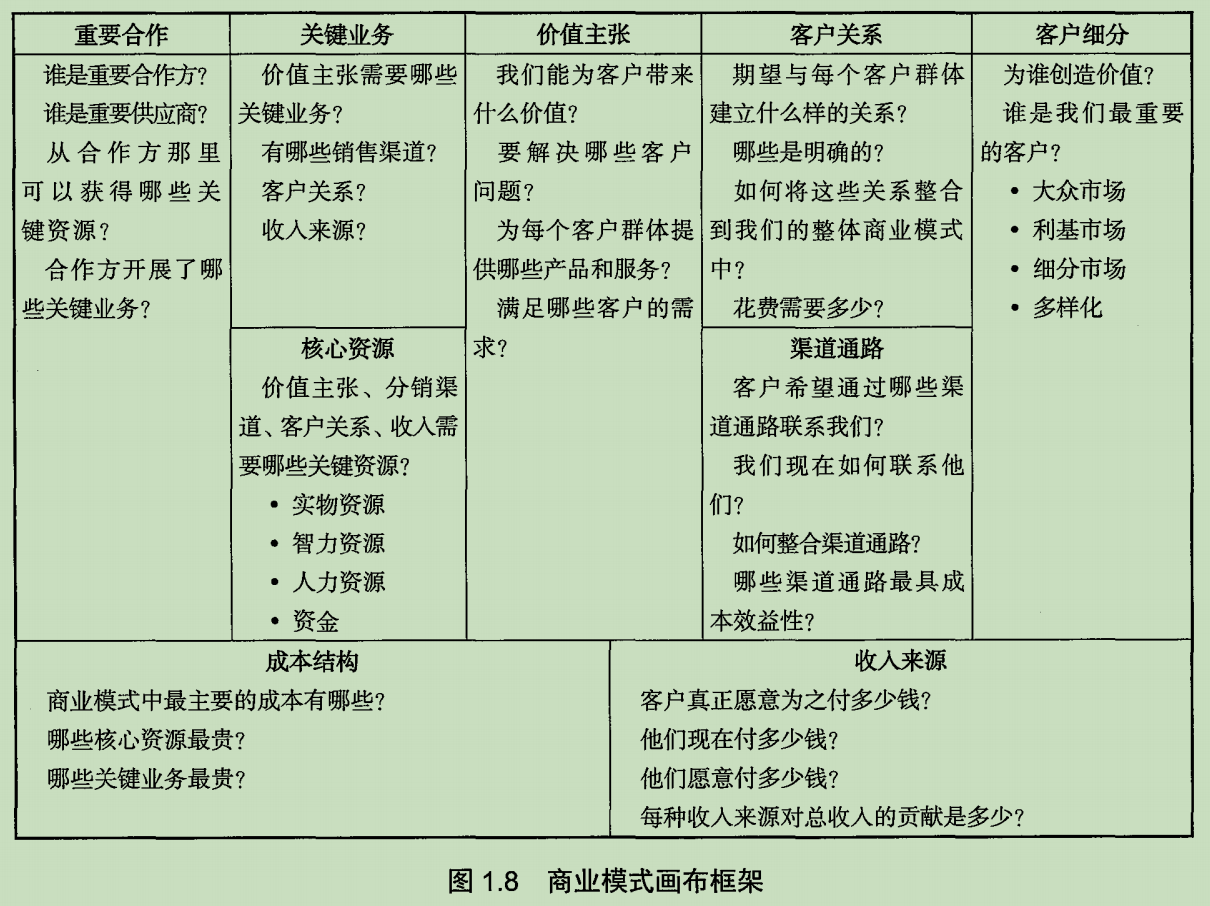 重要合作
谁是重要合作方?
谁是重要供应商?
从合作方那里
可以获得哪些关
键资源?
合作方开展了哪
些关键业务?
关键业务
价值主张需要哪些
关键业务?
有哪些销售渠道?
客户关系?
收入来源?
核心资源
价值主张、分销渠
道、客户关系、收入需
要哪些关键资源?
• 实物资源
• 智力资源
• 人力资源
• 资金
价值主张
我们能为客户带来
什么价值?
要解决哪些客户
问题?
为每个客户群体提
供哪些产品和服务?
满足哪些客户的需
求?
客户关系
期望与每个客户群体
建立什么样的关系?
哪些是明确的?
如何将这些关系整合
到我们的整体商业模式
中?
花费需要多少?
渠道通路
客户希望通过哪些渠
道通路联系我们?
我们现在如何联系他
们?
如何整合渠道通路?
哪些渠道通路最具成
本效益性?
客户细分
为谁创造价值?
谁是我们最重要
的客户?
• 大众市场
• 利基市场
• 细分市场
• 多样化
成本结构
商业模式中最主要的成本有哪些?
哪些核心资源最贵?
哪些关键业务最贵?
收入来源
客户真正愿意为之付多少钱?
他们现在付多少钱?
他们愿意付多少钱?
每种收入来源对总收入的贡献是多少?
图 1.8 商业模式画布框架